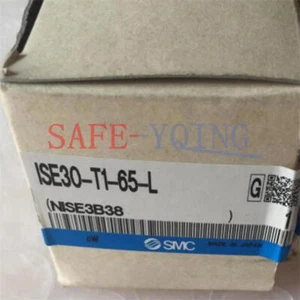 SAFE-YQING
ISE30-T1-65-L
(NISE3B38
G
SMC
MADE IN JAPAN